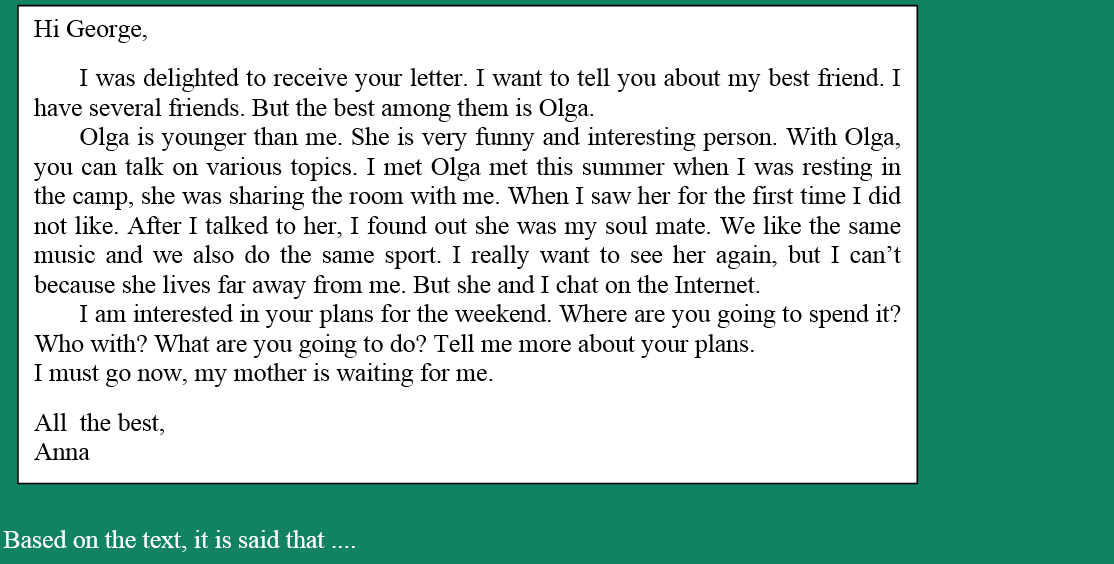 Hi George,
I was delighted to receive your letter. I want to tell you about my best friend. I
have several friends. But the best among them is Olga.
Olga is younger than me. She is very funny and interesting person. With Olga,
you can talk on various topics. I met Olga met this summer when I was resting in
the camp, she was sharing the room with me. When I saw her for the first time I did
not like. After I talked to her, I found out she was my soul mate. We like the same
music and we also do the same sport. I really want to see her again, but I can’t
because she lives far away from me. But she and I chat on the Internet.
I am interested in your plans for the weekend. Where are you going to spend it?
Who with? What are you going to do? Tell me more about your plans.
I must go now, my mother is waiting for me.
All the best,
Anna
Based on the text, it is said that ....